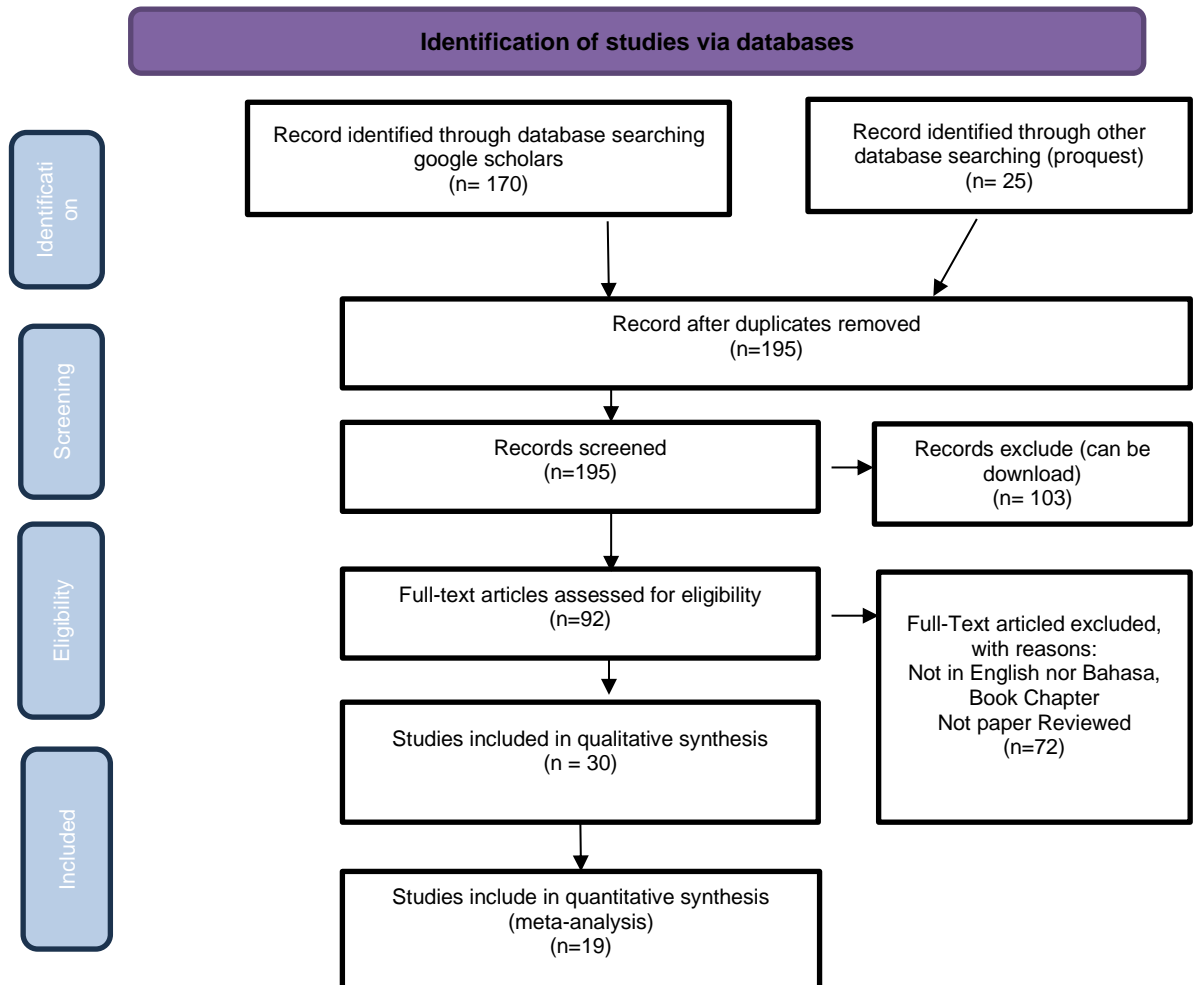 Identification of studies via databases
Record identified through database searching
google scholars
(n= 170)
Record identified through other
database searching (proquest)
(n= 25)
Identificati
on
Record after duplicates removed
(n=195)
Screening
Records screened
(n=195)
Records exclude (can be
download)
(n= 103)
Eligibility
Full-text articles assessed for eligibility
(n=92)
Full-Text articled excluded,
with reasons:
Not in English nor Bahasa,
Book Chapter
Not paper Reviewed
(n=72)
Studies included in qualitative synthesis
(n = 30)
Included
Studies include in quantitative synthesis
(meta-analysis)
(n=19)